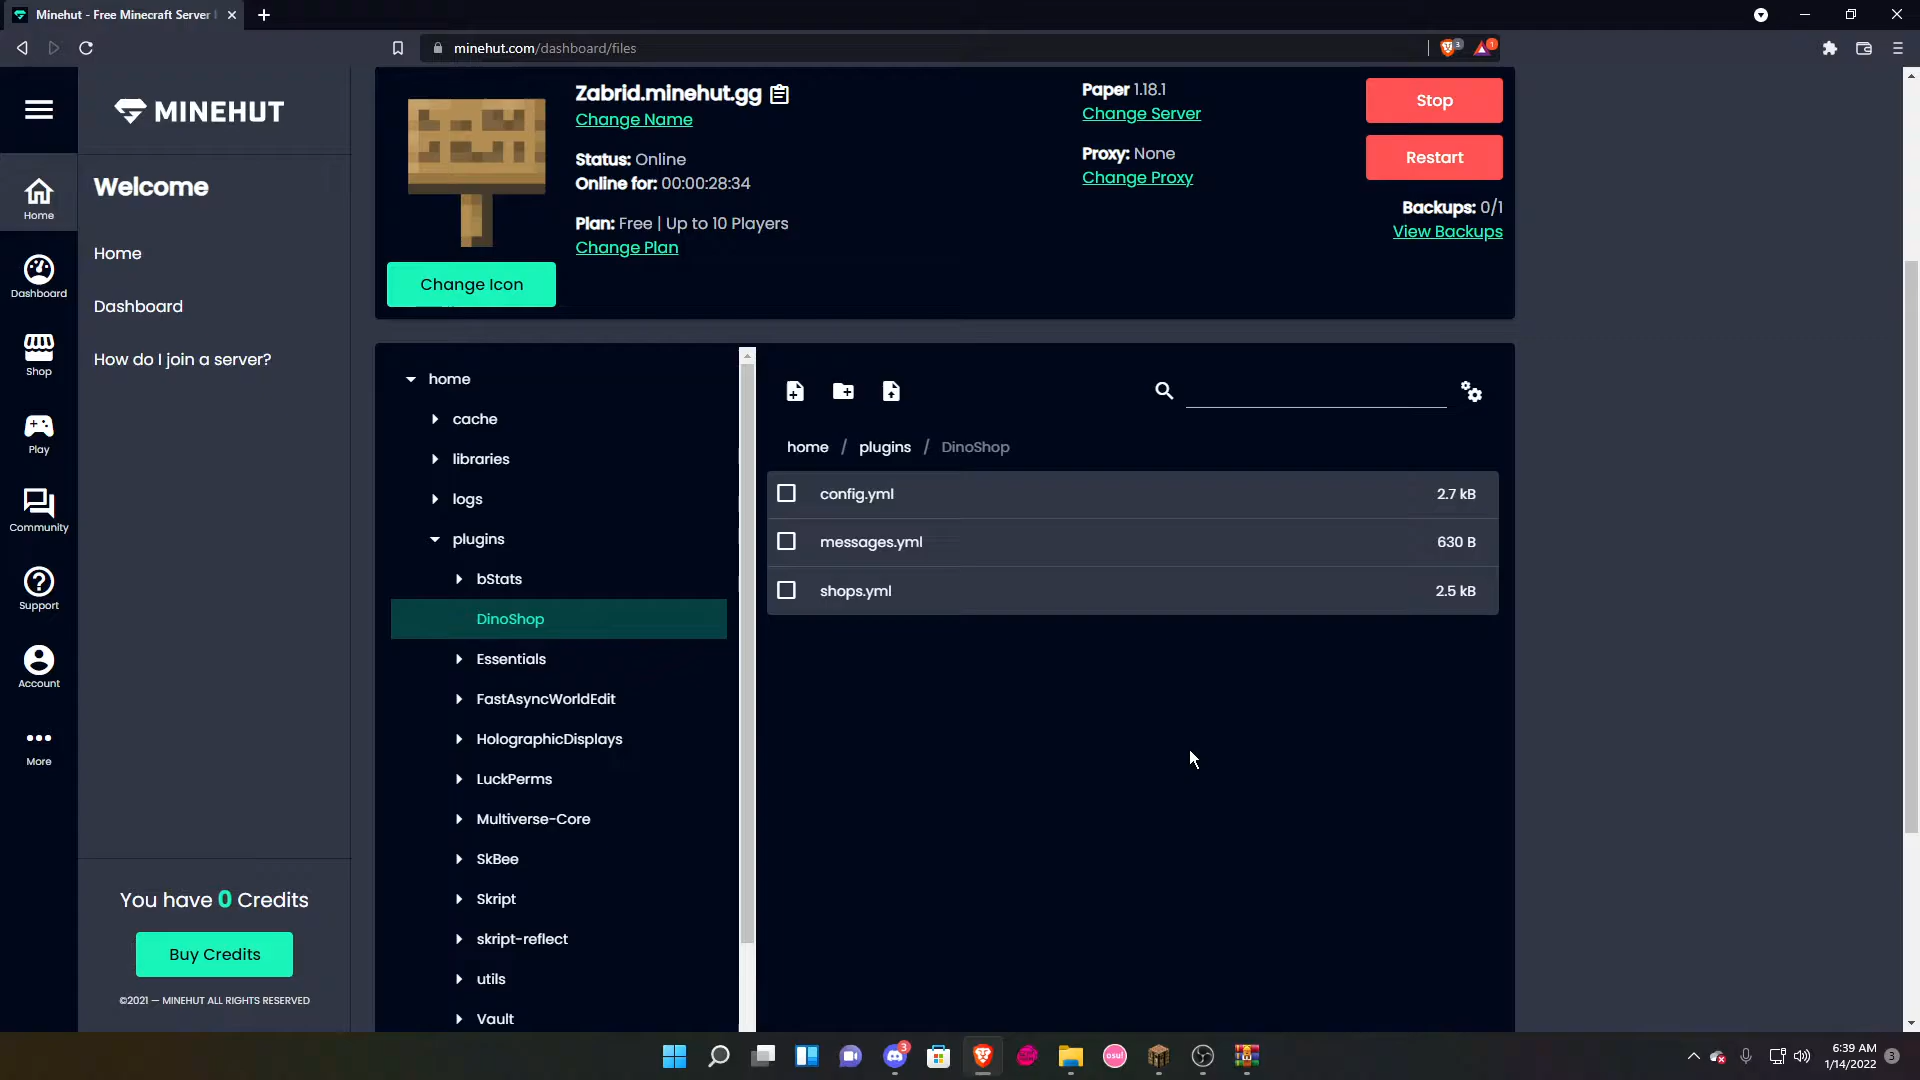 Minehut - Free Minecraft Server
minehut.com/dashboard/files
3
1
MINEHUT
Welcome
Home
Dashboard
How do I join a server?
Home
Dashboard
Shop
Play
Community
Support
Account
More
You have 0 Credits
Buy Credits
©2021 — MINEHUT ALL RIGHTS RESERVED
Zabrid.minehut.gg
Change Name
Status: Online
Online for: 00:00:28:34
Plan: Free | Up to 10 Players
Change Plan
Change Icon
Paper 1.18.1
Change Server
Proxy: None
Change Proxy
Stop
Restart
Backups: 0/1
View Backups
home
cache
libraries
logs
plugins
bStats
DinoShop
Essentials
FastAsyncWorldEdit
HolographicDisplays
LuckPerms
Multiverse-Core
SkBee
Skript
skript-reflect
utils
Vault
home / plugins / DinoShop
config.yml 2.7 kB
messages.yml 630 B
shops.yml 2.5 kB
3
osu!
6:39 AM
1/14/2022
3